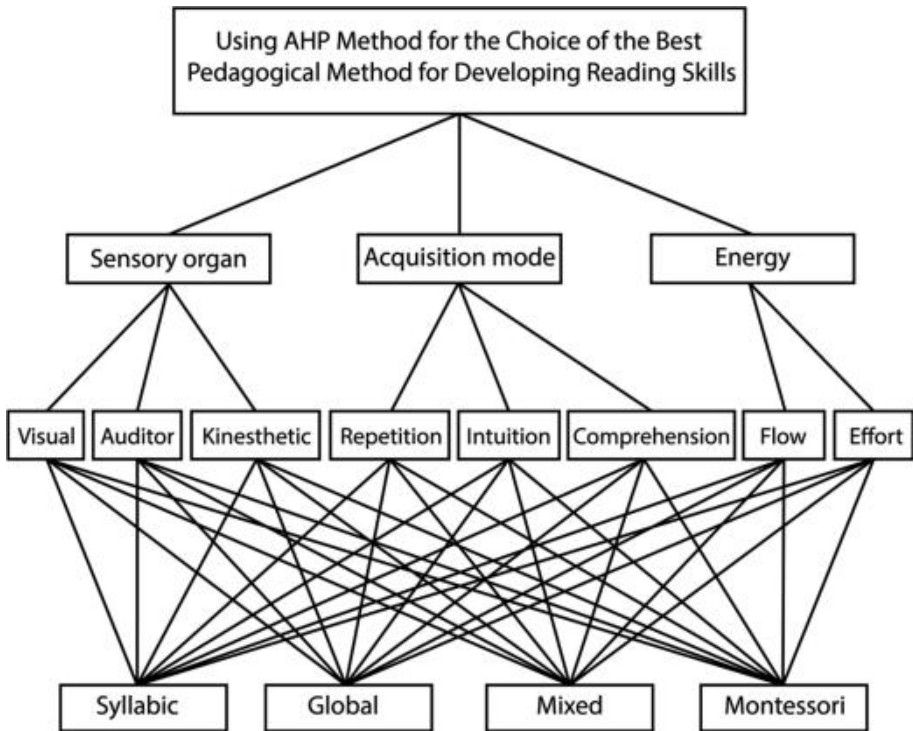 Using AHP Method for the Choice of the Best
Pedagogical Method for Developing Reading Skills
Sensory organ
Acquisition mode
Energy
Visual
Auditor
Kinesthetic
Repetition
Intuition
Comprehension
Flow
Effort
Syllabic
Global
Mixed
Montessori